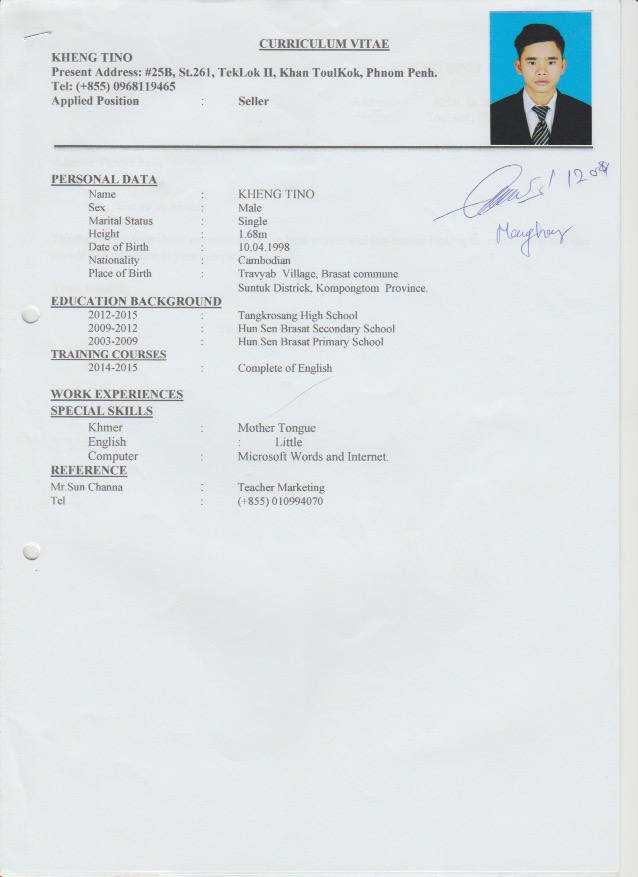 CURRICULUM VITAE
KHENG TINO
Present Address: #25B, St.261, TekLok II, Khan ToulKok, Phnom Penh.
Tel: (+855) 0968119465
Applied Position : Seller
PERSONAL DATA
Name : KHENG TINO
Sex : Male
Marital Status : Single
Height : 1.68m
Date of Birth : 10.04.1998
Nationality : Cambodian
Place of Birth : Travyab Village, Brasat commune
Suntuk Districk, Kompongtom Province.
EDUCATION BACKGROUND
2012-2015 : Tangkrosang High School
2009-2012 : Hun Sen Brasat Secondary School
2003-2009 : Hun Sen Brasat Primary School
TRAINING COURSES
2014-2015 : Complete of English
WORK EXPERIENCES
SPECIAL SKILLS
Khmer : Mother Tongue
English : Little
Computer : Microsoft Words and Internet.
REFERENCE
Mr.Sun Channa : Teacher Marketing
Tel : (+855) 010994070